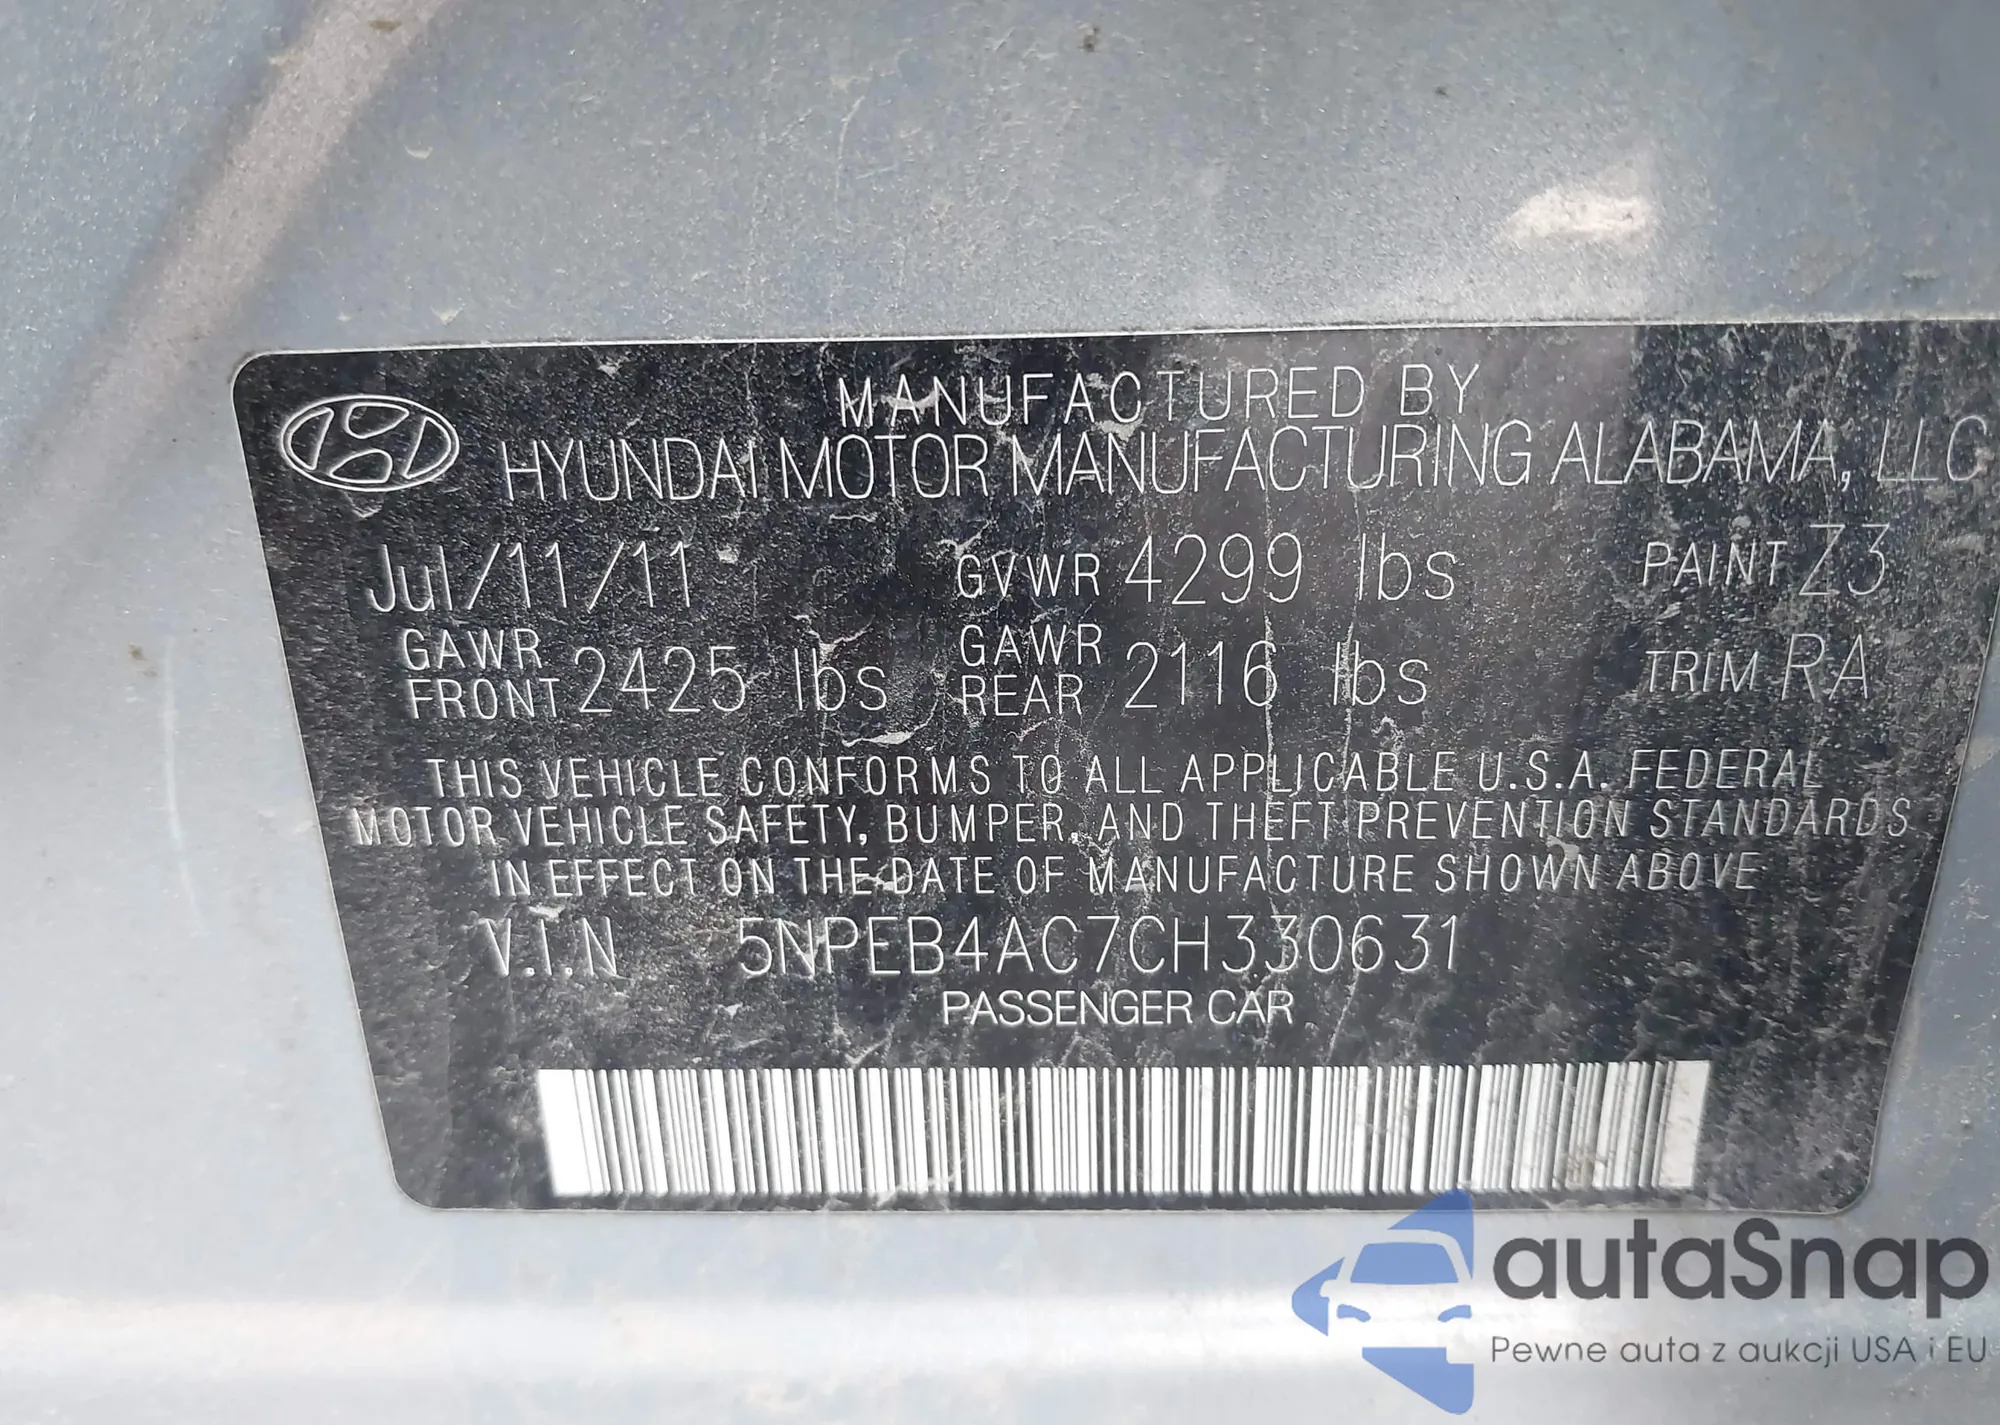 MANUFACTURED BY
HYUNDAI MOTOR MANUFACTURING ALABAMA, LLC
Jul/11/11 GVWR 4299 lbs PAINT Z3
GAWR FRONT 2425 lbs GAWR REAR 2116 lbs TRIM RA
THIS VEHICLE CONFORMS TO ALL APPLICABLE U.S.A. FEDERAL
MOTOR VEHICLE SAFETY, BUMPER, AND THEFT PREVENTION STANDARDS
IN EFFECT ON THE DATE OF MANUFACTURE SHOWN ABOVE
V.I.N 5NPEB4AC7CH330631
PASSENGER CAR
autaSnap
Pewne auta z aukcji USA i EU